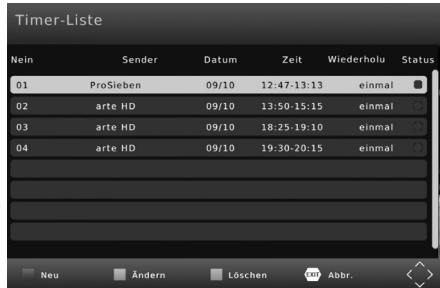 Timer-Liste
Nein Sender Datum Zeit Wiederholu Status
01 ProSieben 09/10 12:47-13:13 einmal
02 arte HD 09/10 13:50-15:15 einmal
03 arte HD 09/10 18:25-19:10 einmal
04 arte HD 09/10 19:30-20:15 einmal
Neu Ändern Löschen EXIT Abbr.